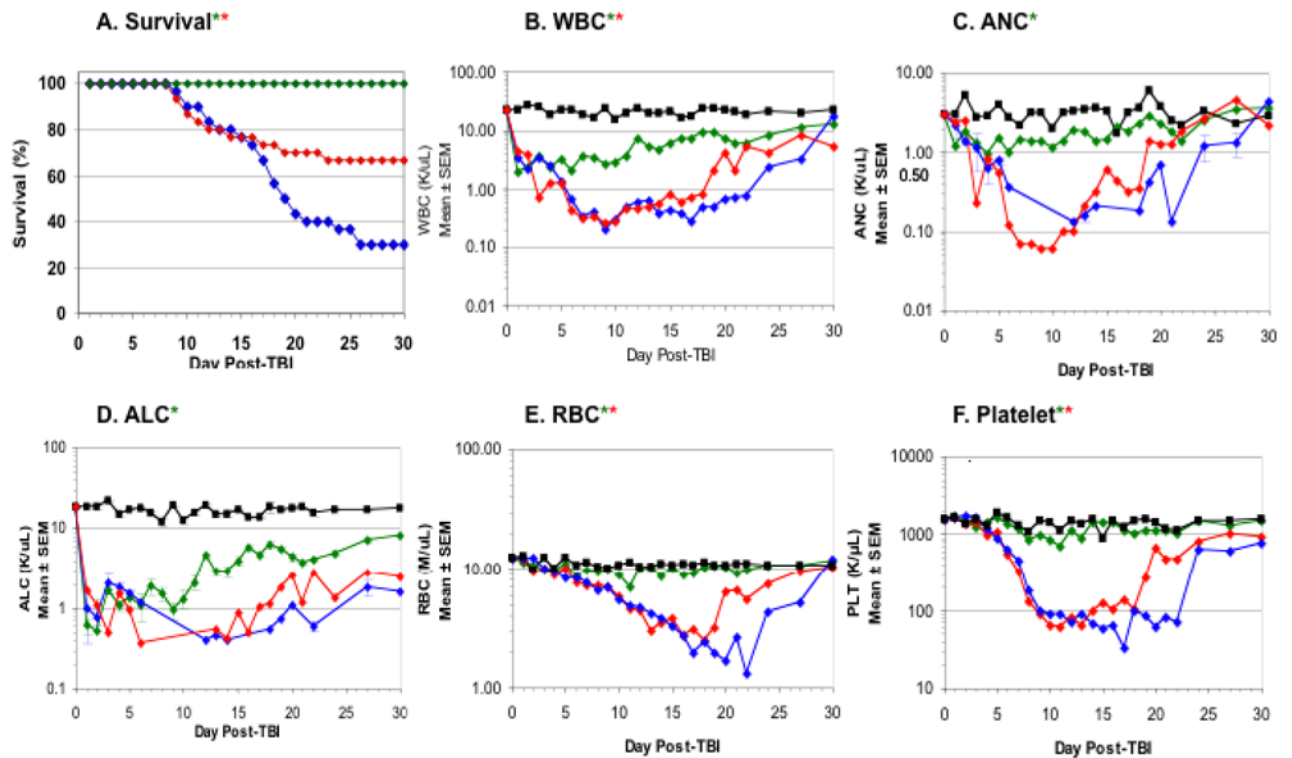 A. Survival**
B. WBC**
C. ANC*
Survival (%)
100
80
60
40
20
0
0 5 10 15 20 25 30
Day Post-TBI
WBC (K/uL)
Mean ± SEM
100.00
10.00
1.00
0.10
0.01
0 5 10 15 20 25 30
Day Post-TBI
ANC (K/uL)
Mean ± SEM
10.00
1.00
0.50
0.10
0.01
0 5 10 15 20 25 30
Day Post-TBI
D. ALC*
E. RBC**
F. Platelet**
ALC (K/uL)
Mean ± SEM
100
10
1
0.1
0 5 10 15 20 25 30
Day Post-TBI
RBC (M/uL)
Mean ± SEM
100.00
10.00
1.00
0 5 10 15 20 25 30
Day Post-TBI
PLT (K/µL)
Mean ± SEM
10000
1000
100
10
0 5 10 15 20 25 30
Day Post-TBI